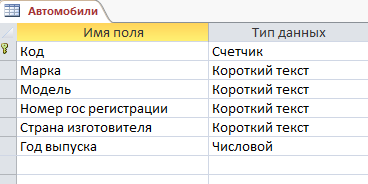 Автомобили
Имя поля Тип данных
Код Счетчик
Марка Короткий текст
Модель Короткий текст
Номер гос регистрации Короткий текст
Страна изготовителя Короткий текст
Год выпуска Числовой